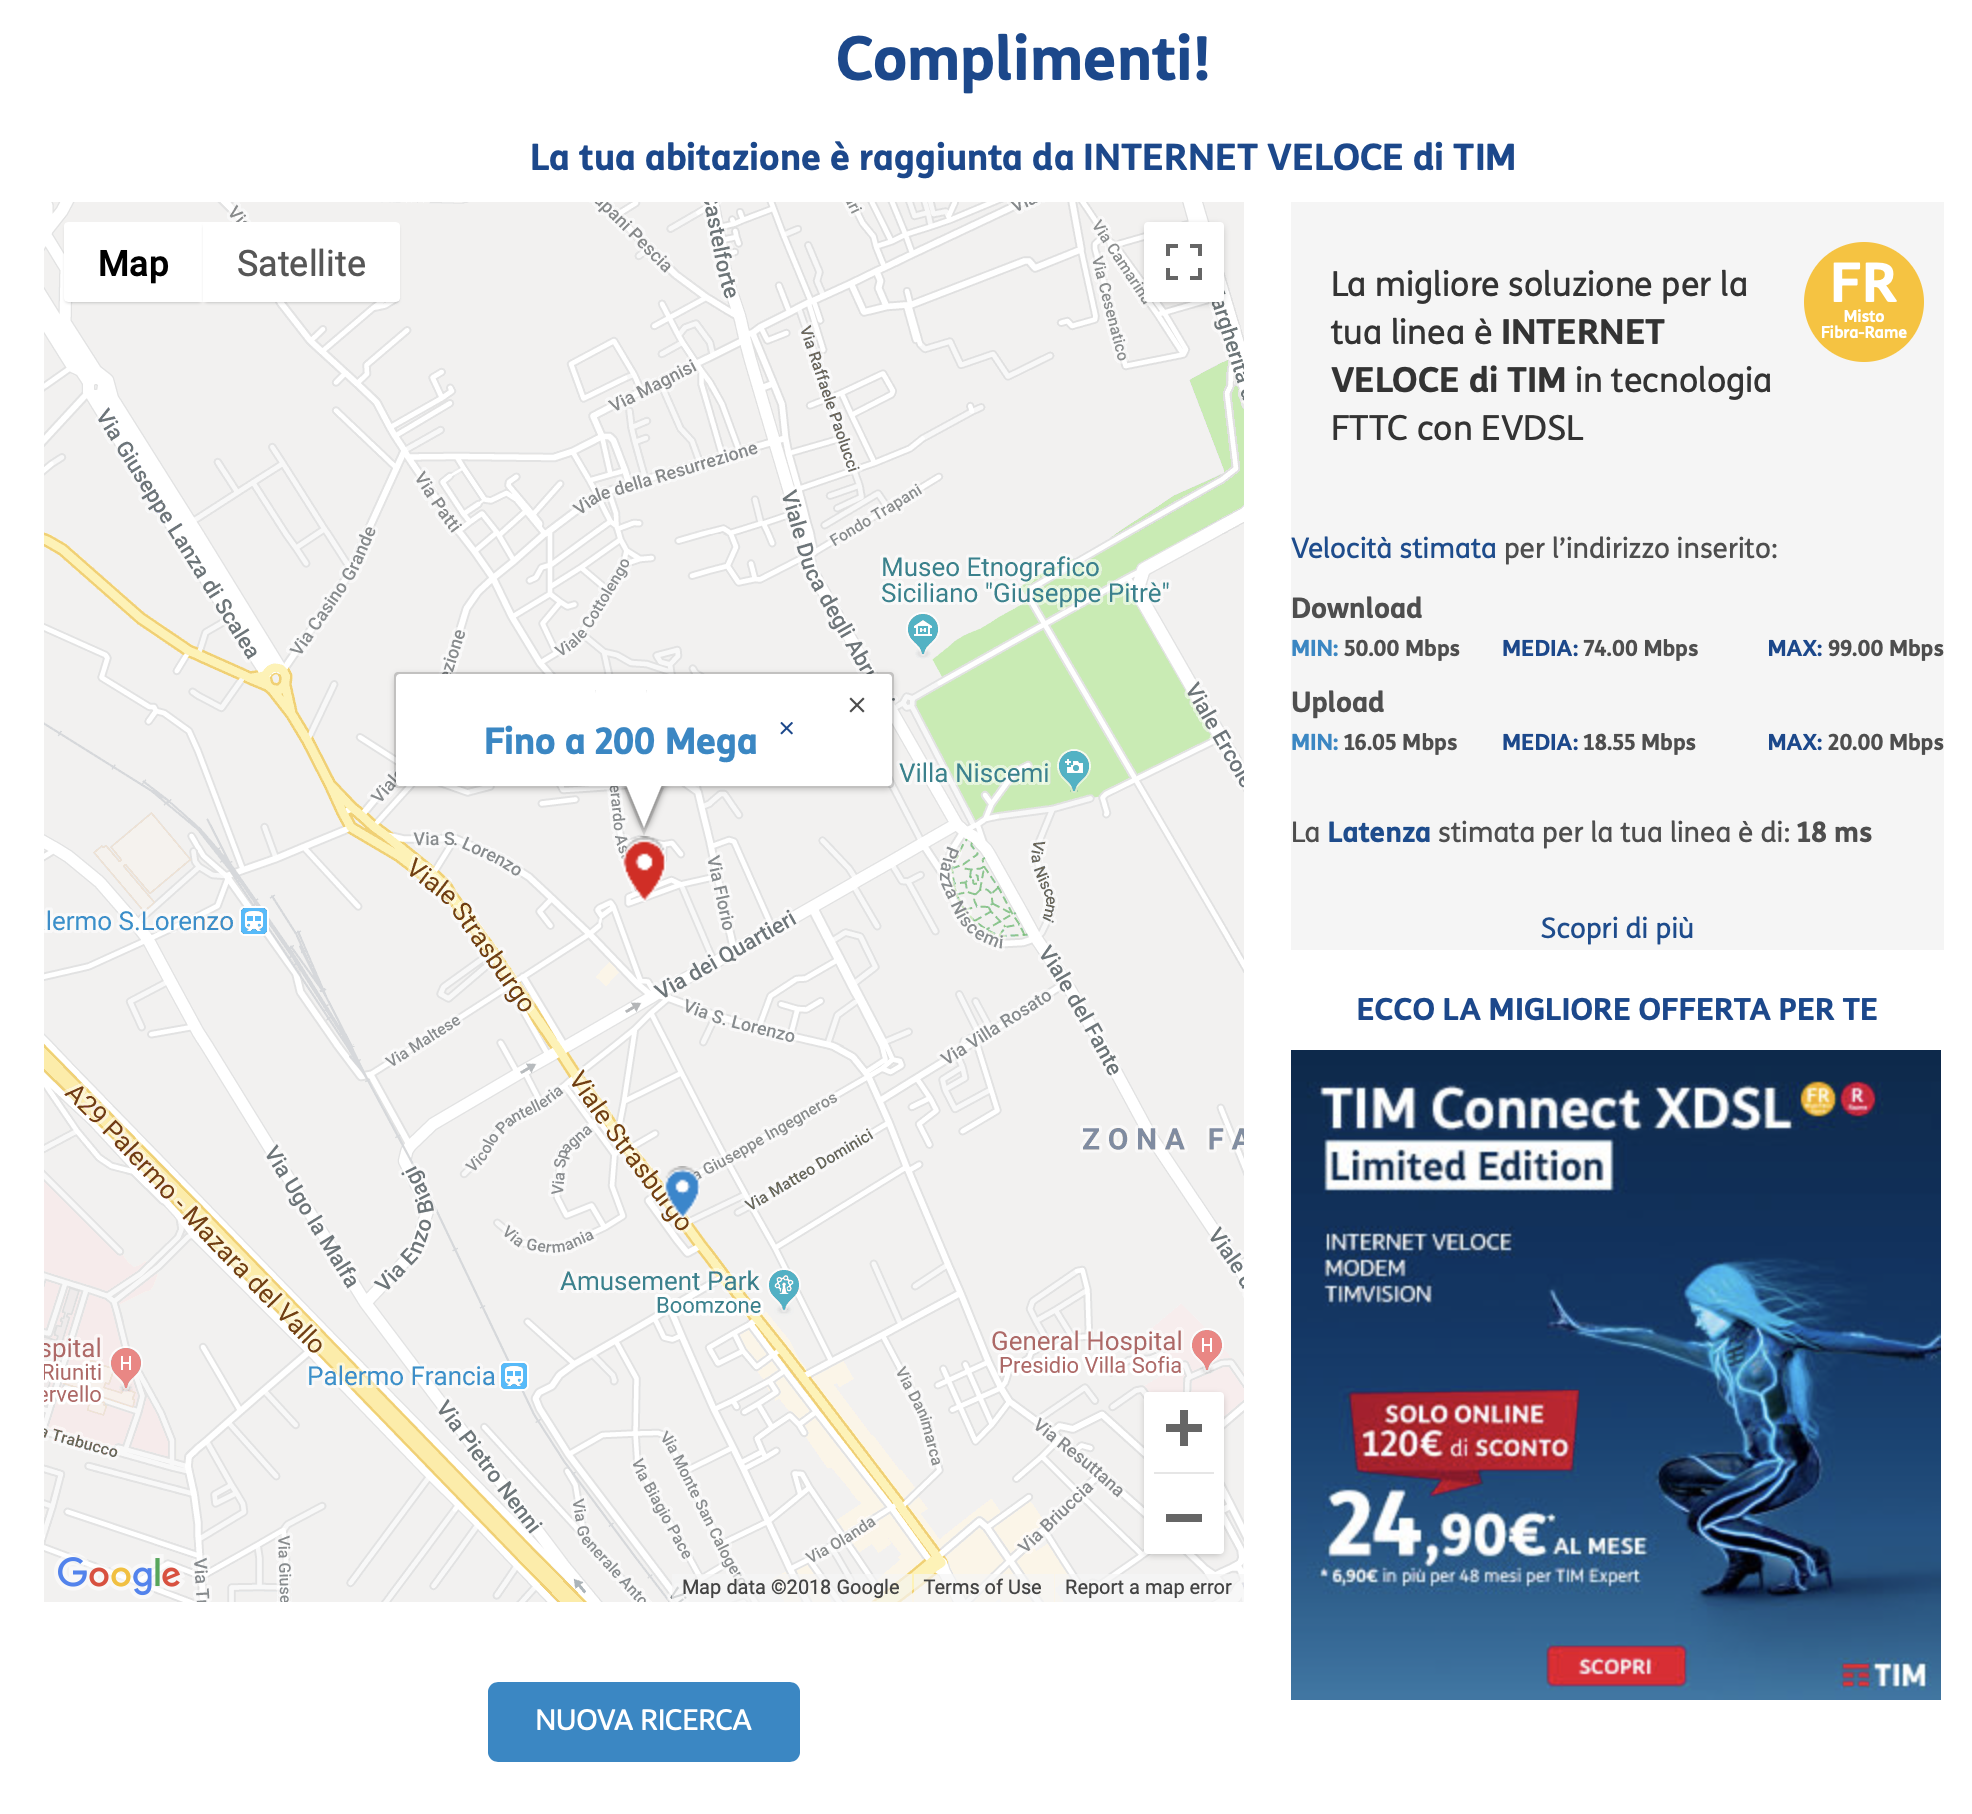 Complimenti!
La tua abitazione è raggiunta da INTERNET VELOCE di TIM
Map
Satellite
Castelforte
Via Camarina
Via Cesenatico
Via Raffaele Paolucci
Via Magnisi
Viale della Resurrezione
Via Patti
Fondo Trapani
Via Giuseppe Lanza di Scalea
Via Casino Grande
Viale Cottolengo
Viale Duca degli Abru
Museo Etnografico
Siciliano "Giuseppe Pitrè"
Viale Ercole
Fino a 200 Mega
Villa Niscemi
Via S. Lorenzo
Via Florio
Piazza Niscemi
Via Niscemi
Viale Strasburgo
lermo S.Lorenzo
Via dei Quartieri
Via S. Lorenzo
Viale del Fante
Via Maltese
Via Villa Rosato
A29 Palermo - Mazara del Vallo
Vicolo Pantelleria
Via Spagna
Viale Strasburgo
Giuseppe Ingegneros
Via Matteo Dominici
ZONA FA
Via Ugo la Malfa
Via Enzo Biagi
Via Germania
Amusement Park
Boomzone
General Hospital
Presidio Villa Sofia
spital
Riuniti
ervello
Palermo Francia
a Trabucco
Via Pietro Nenni
Via Danimarca
Via Resuttana
Via Monte San Caloger
Via Biagio Pace
Via Generale Anto
Via Olanda
Via Briuccia
Via Giuse
Google
Map data ©2018 Google
Terms of Use
Report a map error
NUOVA RICERCA
La migliore soluzione per la
tua linea è INTERNET
VELOCE di TIM in tecnologia
FTTC con EVDSL
FR
Misto
Fibra-Rame
Velocità stimata per l'indirizzo inserito:
Download
MIN: 50.00 Mbps MEDIA: 74.00 Mbps MAX: 99.00 Mbps
Upload
MIN: 16.05 Mbps MEDIA: 18.55 Mbps MAX: 20.00 Mbps
La Latenza stimata per la tua linea è di: 18 ms
Scopri di più
ECCO LA MIGLIORE OFFERTA PER TE
TIM Connect XDSL FR R
Limited Edition
INTERNET VELOCE
MODEM
TIMVISION
SOLO ONLINE
120€ di SCONTO
24,90€* AL MESE
* 6,90€ in più per 48 mesi per TIM Expert
SCOPRI
TIM